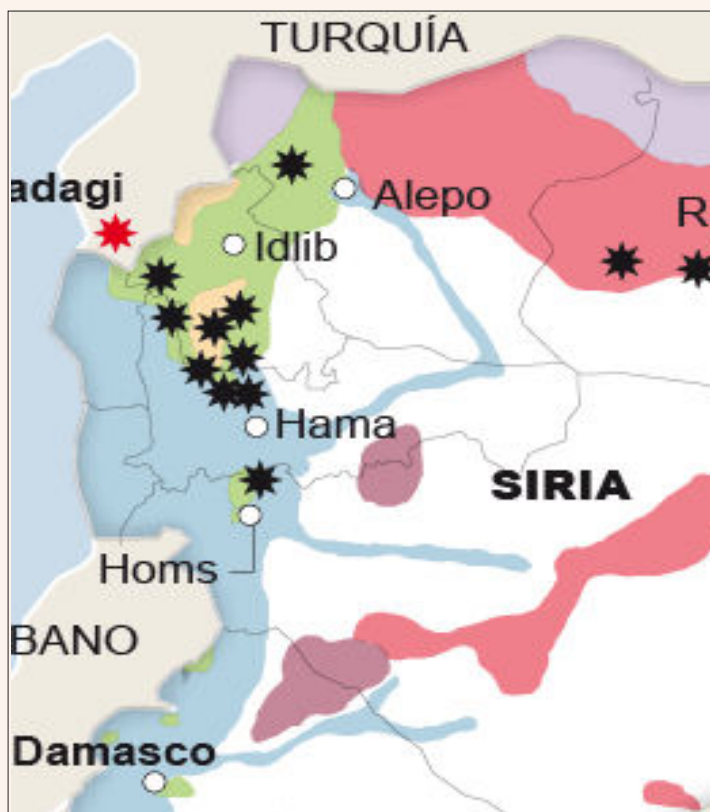 TURQUÍA
adagi
Alepo
R
Idlib
Hama
SIRIA
Homs
BANO
Damasco